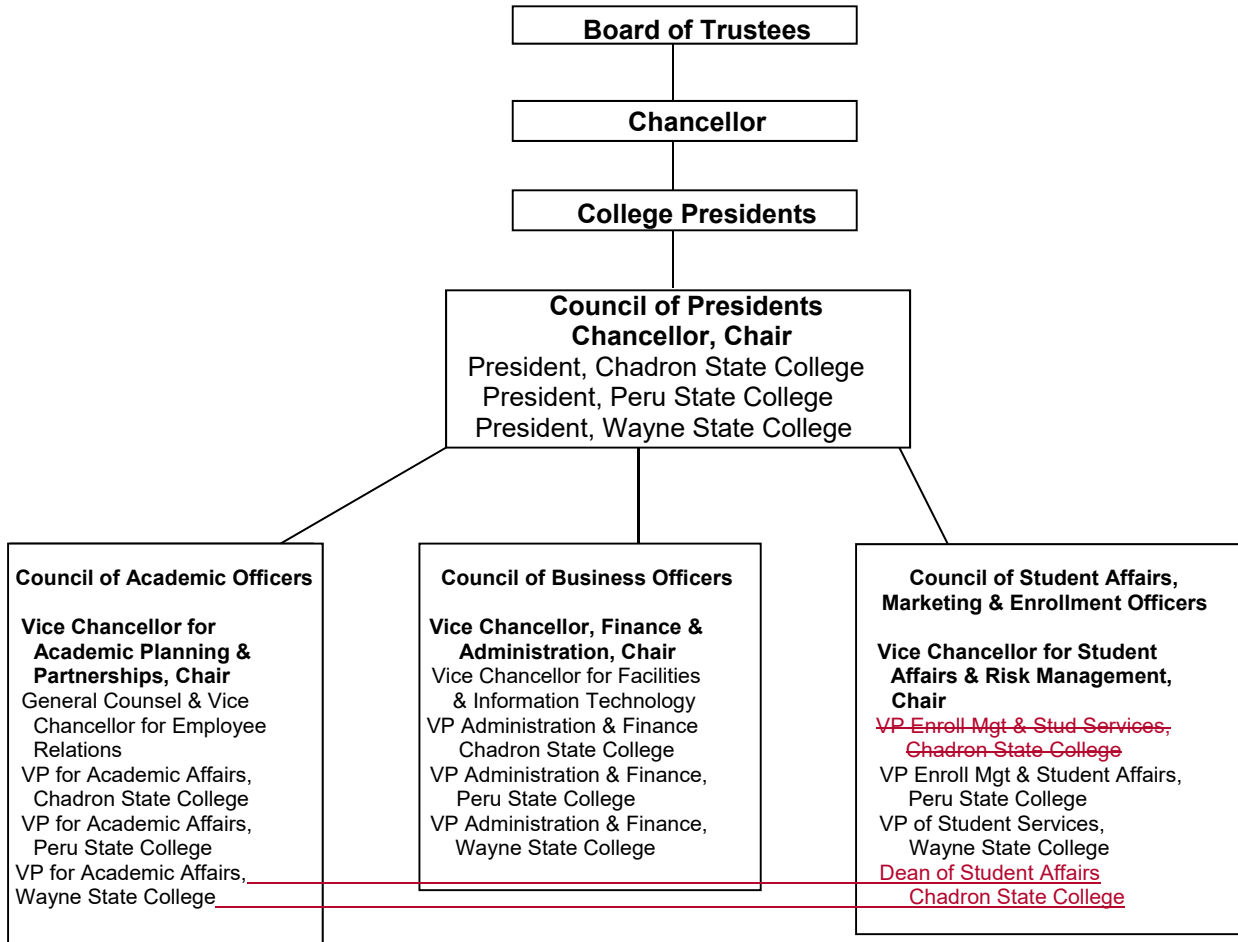 Board of Trustees
Chancellor
College Presidents
Council of Presidents
Chancellor, Chair
President, Chadron State College
President, Peru State College
President, Wayne State College
Council of Academic Officers
Vice Chancellor for
Academic Planning &
Partnerships, Chair
General Counsel & Vice
Chancellor for Employee
Relations
VP for Academic Affairs,
Chadron State College
VP for Academic Affairs,
Peru State College
VP for Academic Affairs,
Wayne State College
Council of Business Officers
Vice Chancellor, Finance &
Administration, Chair
Vice Chancellor for Facilities
& Information Technology
VP Administration & Finance
Chadron State College
VP Administration & Finance,
Peru State College
VP Administration & Finance,
Wayne State College
Council of Student Affairs,
Marketing & Enrollment Officers
Vice Chancellor for Student
Affairs & Risk Management,
Chair
VP Enroll Mgt & Stud Services,
Chadron State College
VP Enroll Mgt & Student Affairs,
Peru State College
VP of Student Services,
Wayne State College
Dean of Student Affairs
Chadron State College